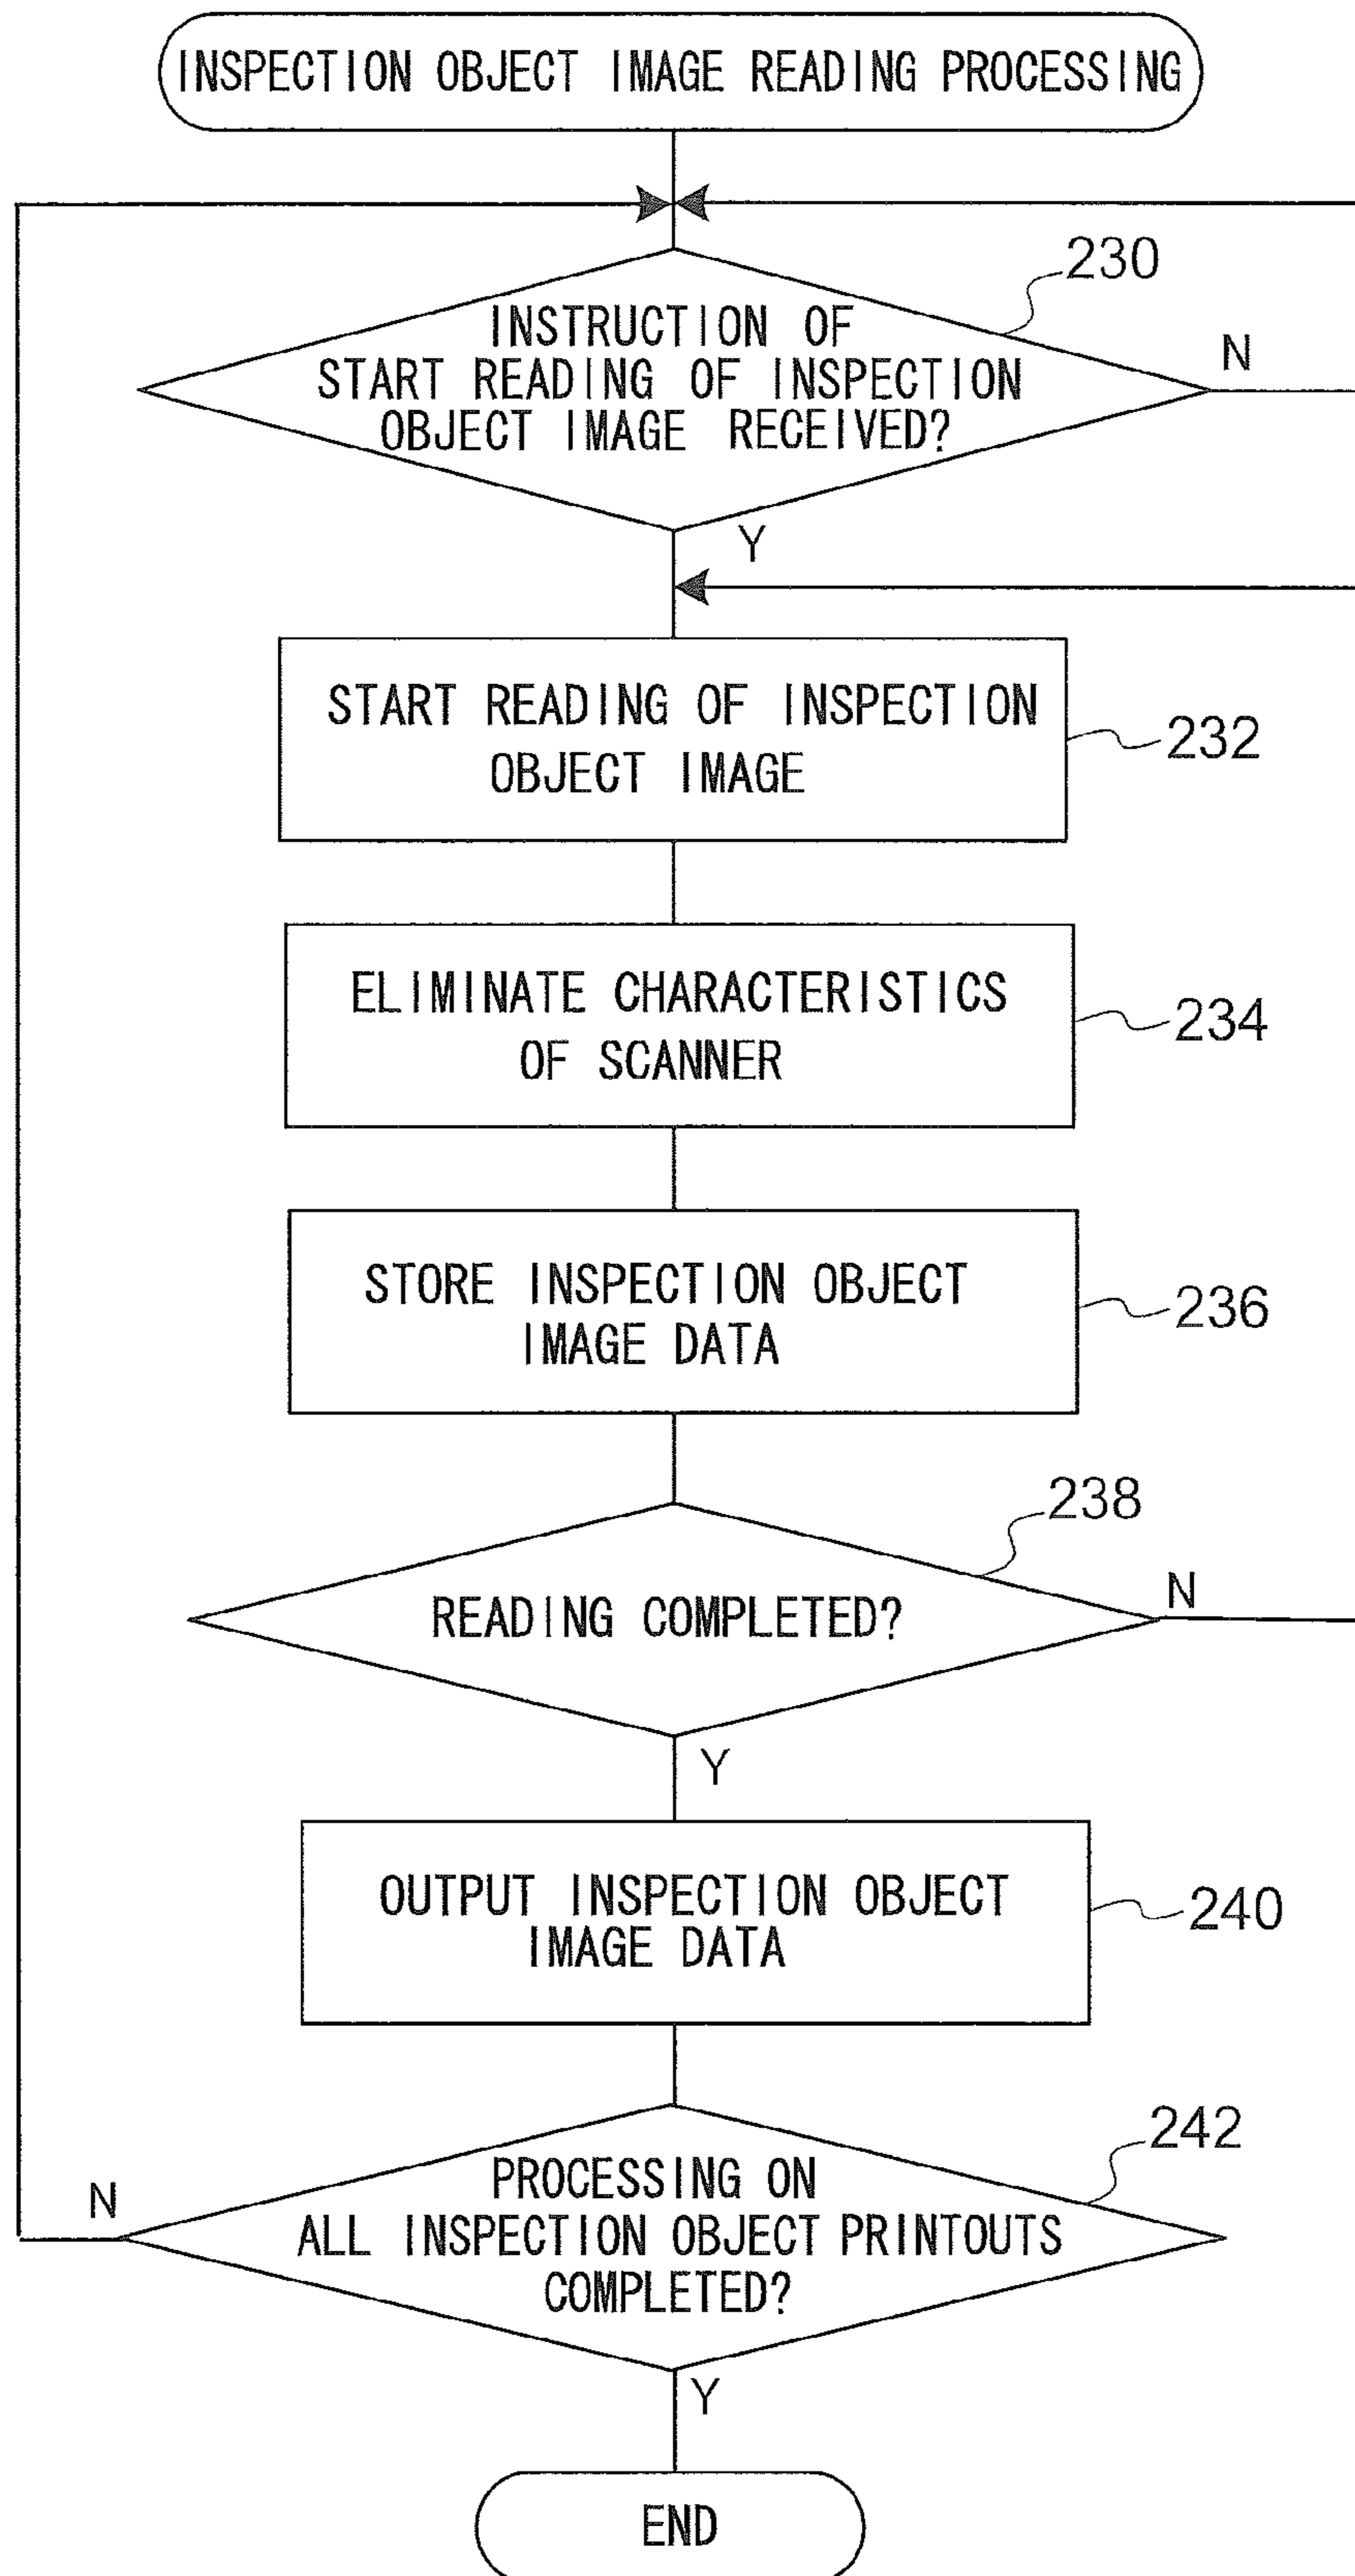 INSPECTION OBJECT IMAGE READING PROCESSING
230
INSTRUCTION OF
START READING OF INSPECTION
OBJECT IMAGE RECEIVED?
N
Y
START READING OF INSPECTION
OBJECT IMAGE
232
ELIMINATE CHARACTERISTICS
OF SCANNER
234
STORE INSPECTION OBJECT
IMAGE DATA
236
238
READING COMPLETED?
N
Y
OUTPUT INSPECTION OBJECT
IMAGE DATA
240
242
PROCESSING ON
ALL INSPECTION OBJECT PRINTOUTS
COMPLETED?
N
Y
END